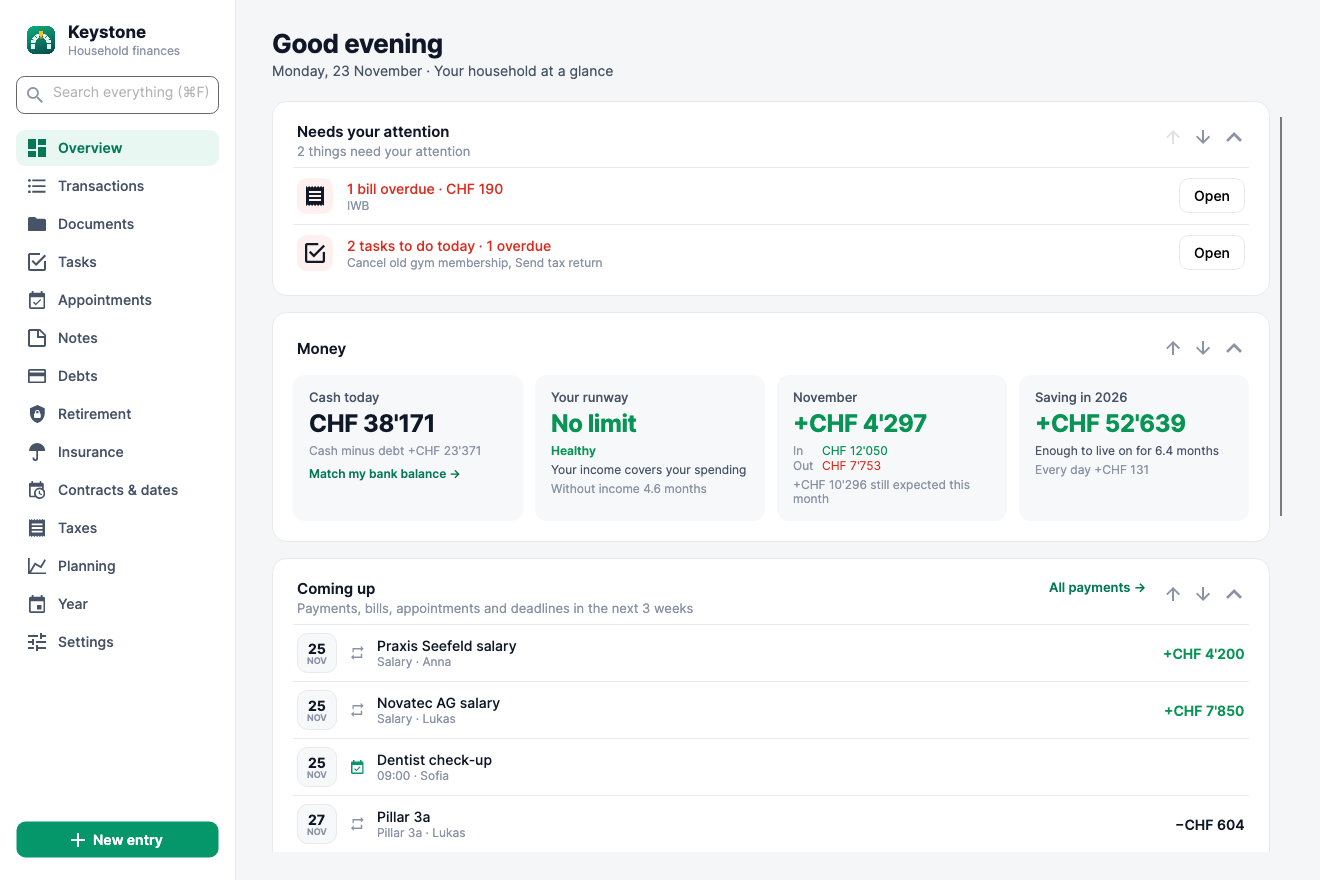 Keystone
Household finances
Search everything (⌘F)
Overview
Transactions
Documents
Tasks
Appointments
Notes
Debts
Retirement
Insurance
Contracts & dates
Taxes
Planning
Year
Settings
New entry
Good evening
Monday, 23 November · Your household at a glance
Needs your attention
2 things need your attention
1 bill overdue · CHF 190
IWB
Open
2 tasks to do today · 1 overdue
Cancel old gym membership, Send tax return
Open
Money
Cash today
CHF 38'171
Cash minus debt +CHF 23'371
Match my bank balance →
Your runway
No limit
Healthy
Your income covers your spending
Without income 4.6 months
November
+CHF 4'297
In CHF 12'050
Out CHF 7'753
+CHF 10'296 still expected this
month
Saving in 2026
+CHF 52'639
Enough to live on for 6.4 months
Every day +CHF 131
Coming up
Payments, bills, appointments and deadlines in the next 3 weeks
All payments →
25
NOV
Praxis Seefeld salary
Salary · Anna
+CHF 4'200
25
NOV
Novatec AG salary
Salary · Lukas
+CHF 7'850
25
NOV
Dentist check-up
09:00 · Sofia
27
NOV
Pillar 3a
Pillar 3a · Lukas
−CHF 604